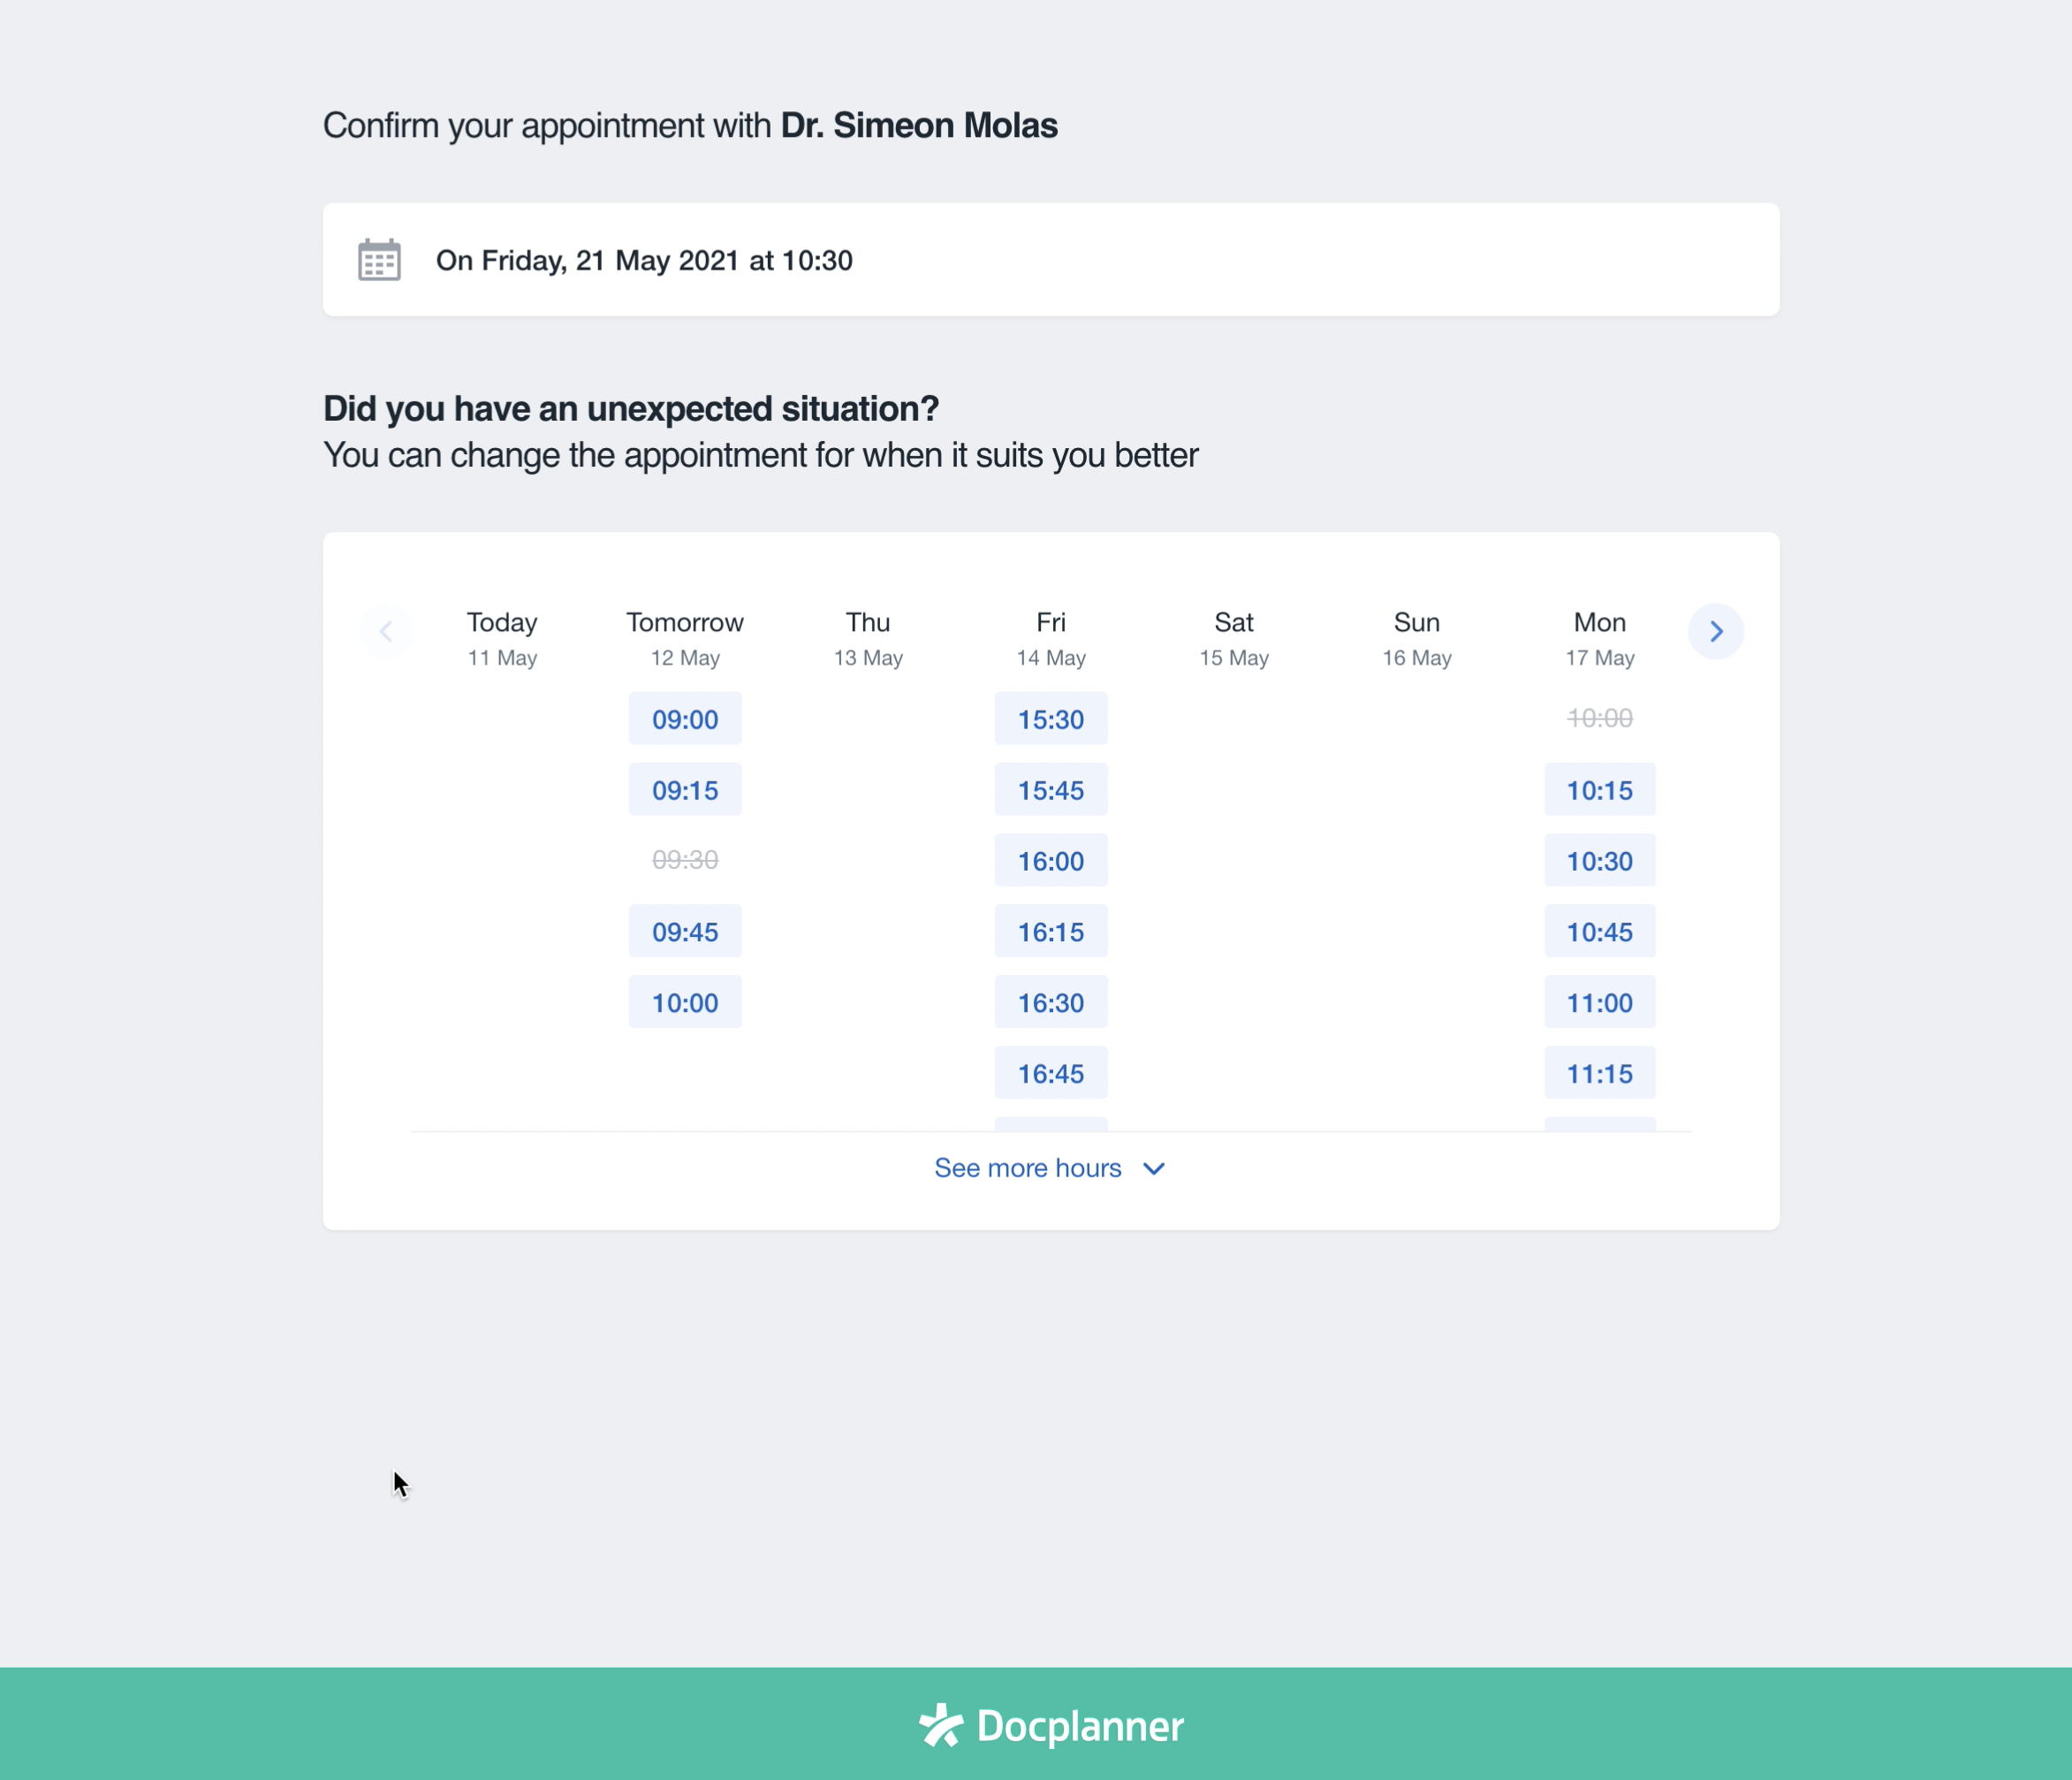 Confirm your appointment with Dr. Simeon Molas
On Friday, 21 May 2021 at 10:30
Did you have an unexpected situation?
You can change the appointment for when it suits you better
Today Tomorrow Thu Fri Sat Sun Mon
11 May 12 May 13 May 14 May 15 May 16 May 17 May
09:00 15:30 10:00
09:15 15:45 10:15
09:30 16:00 10:30
09:45 16:15 10:45
10:00 16:30 11:00
16:45 11:15
See more hours
Docplanner